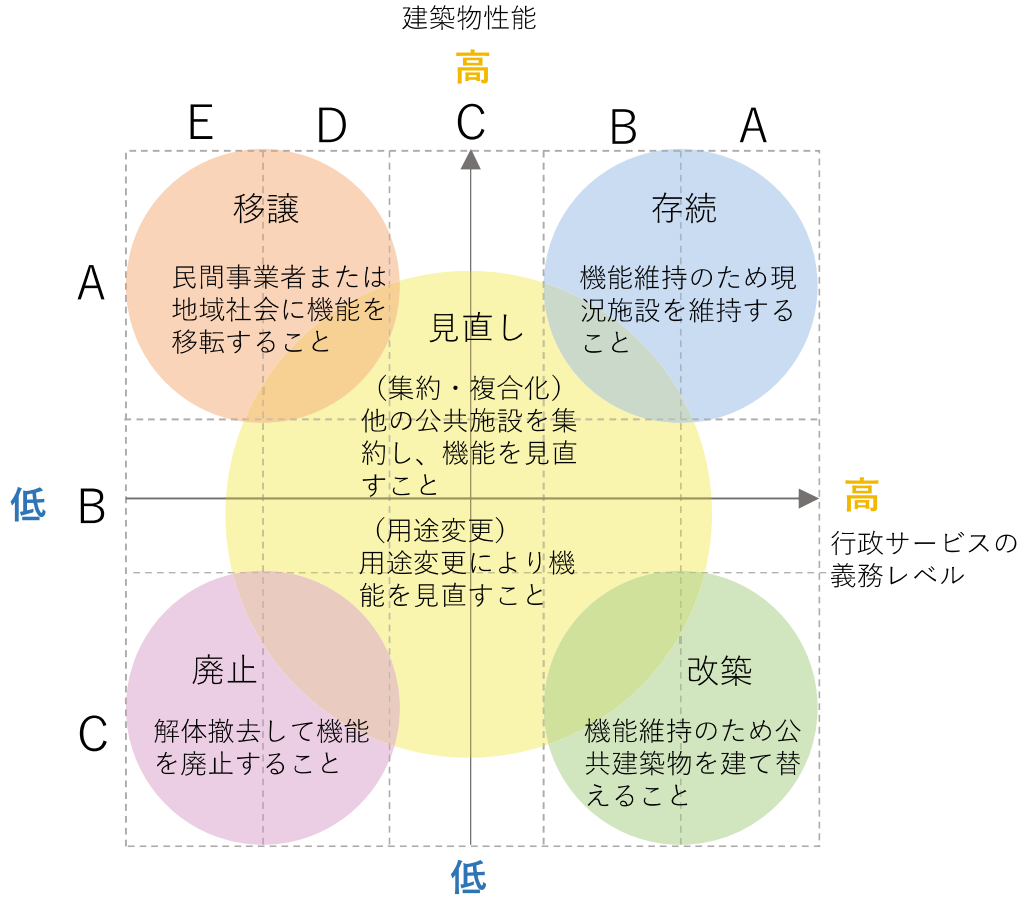 建築物性能
高
E D C B A
移譲
民間事業者または
地域社会に機能を
移転すること
存続
機能維持のため現
況施設を維持する
こと
A
見直し
（集約・複合化）
他の公共施設を集
約し、機能を見直
すこと
低
B
高
行政サービスの
義務レベル
（用途変更）
用途変更により機
能を見直すこと
廃止
解体撤去して機能
を廃止すること
C
改築
機能維持のため公
共建築物を建て替
えること
低